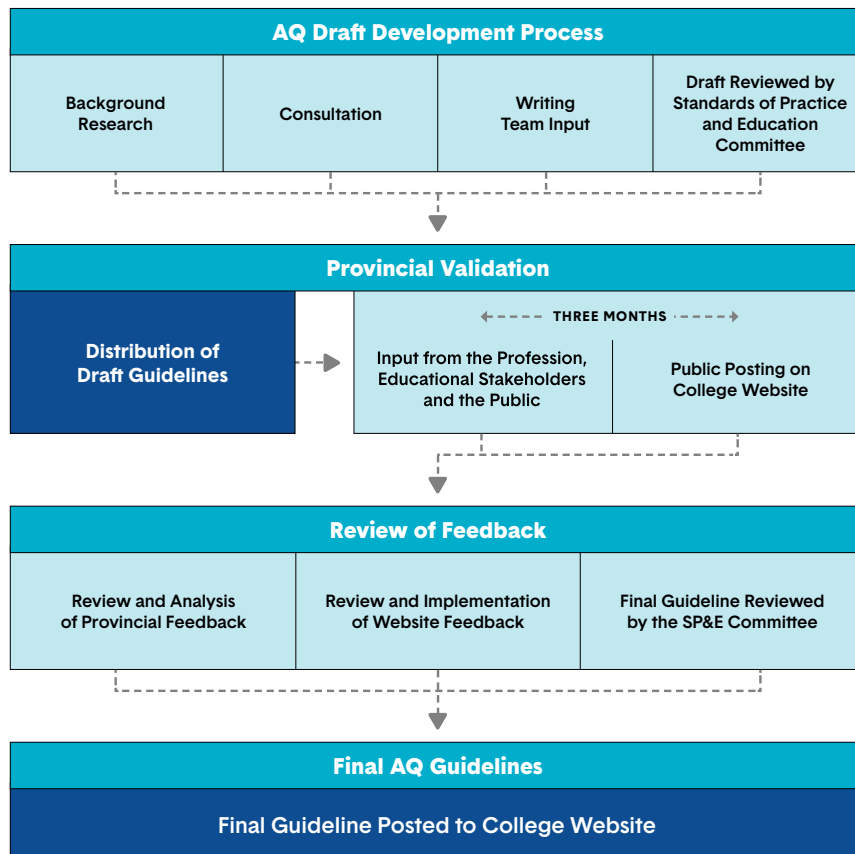 AQ Draft Development Process
Background
Research
Consultation
Writing
Team Input
Draft Reviewed by
Standards of Practice
and Education
Committee
Provincial Validation
Distribution of
Draft Guidelines
THREE MONTHS
Input from the Profession,
Educational Stakeholders
and the Public
Public Posting on
College Website
Review of Feedback
Review and Analysis
of Provincial Feedback
Review and Implementation
of Website Feedback
Final Guideline Reviewed
by the SP&E Committee
Final AQ Guidelines
Final Guideline Posted to College Website